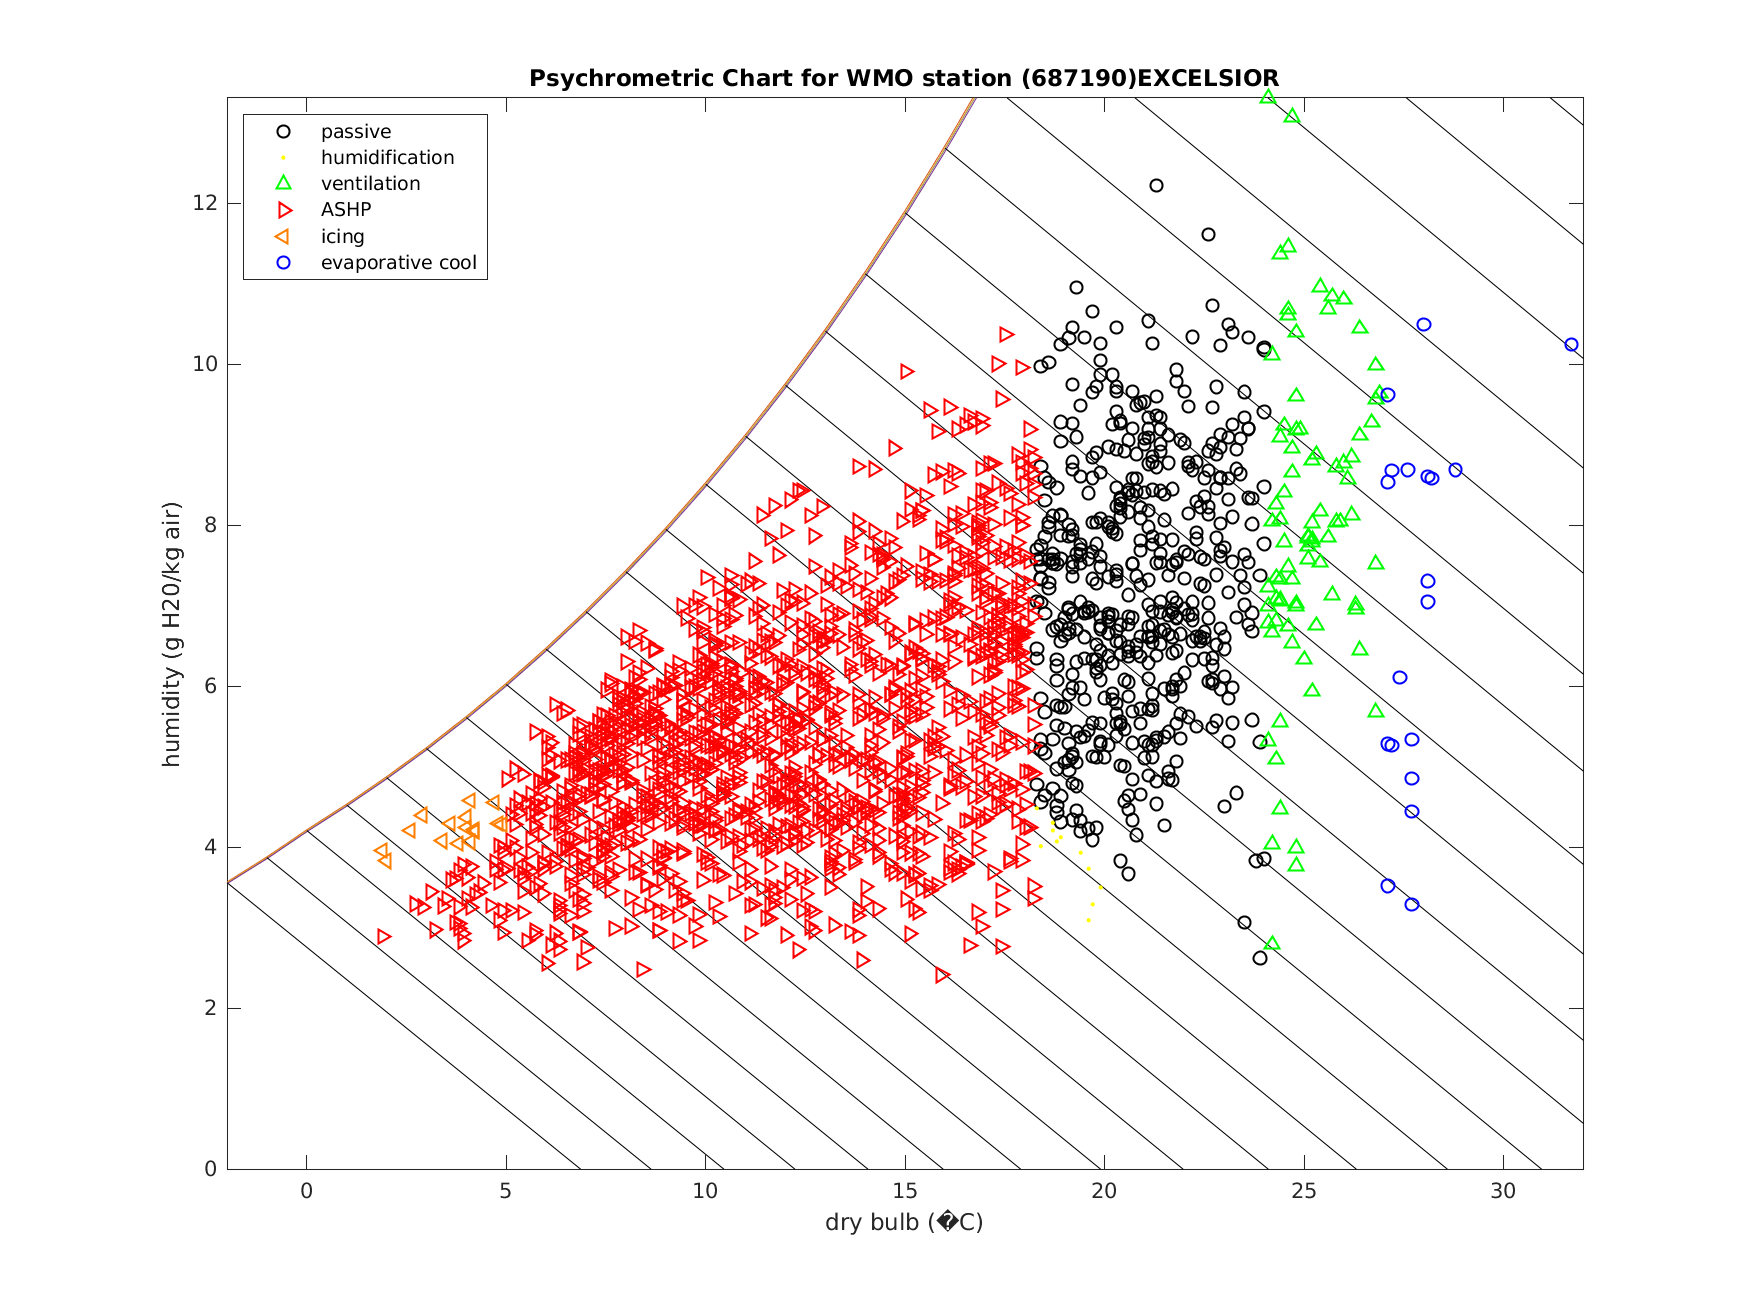 Psychrometric Chart for WMO station (687190)EXCELSIOR
passive
humidification
ventilation
ASHP
icing
evaporative cool
12
10
8
6
4
2
0
humidity (g H20/kg air)
0 5 10 15 20 25 30
dry bulb (�C)